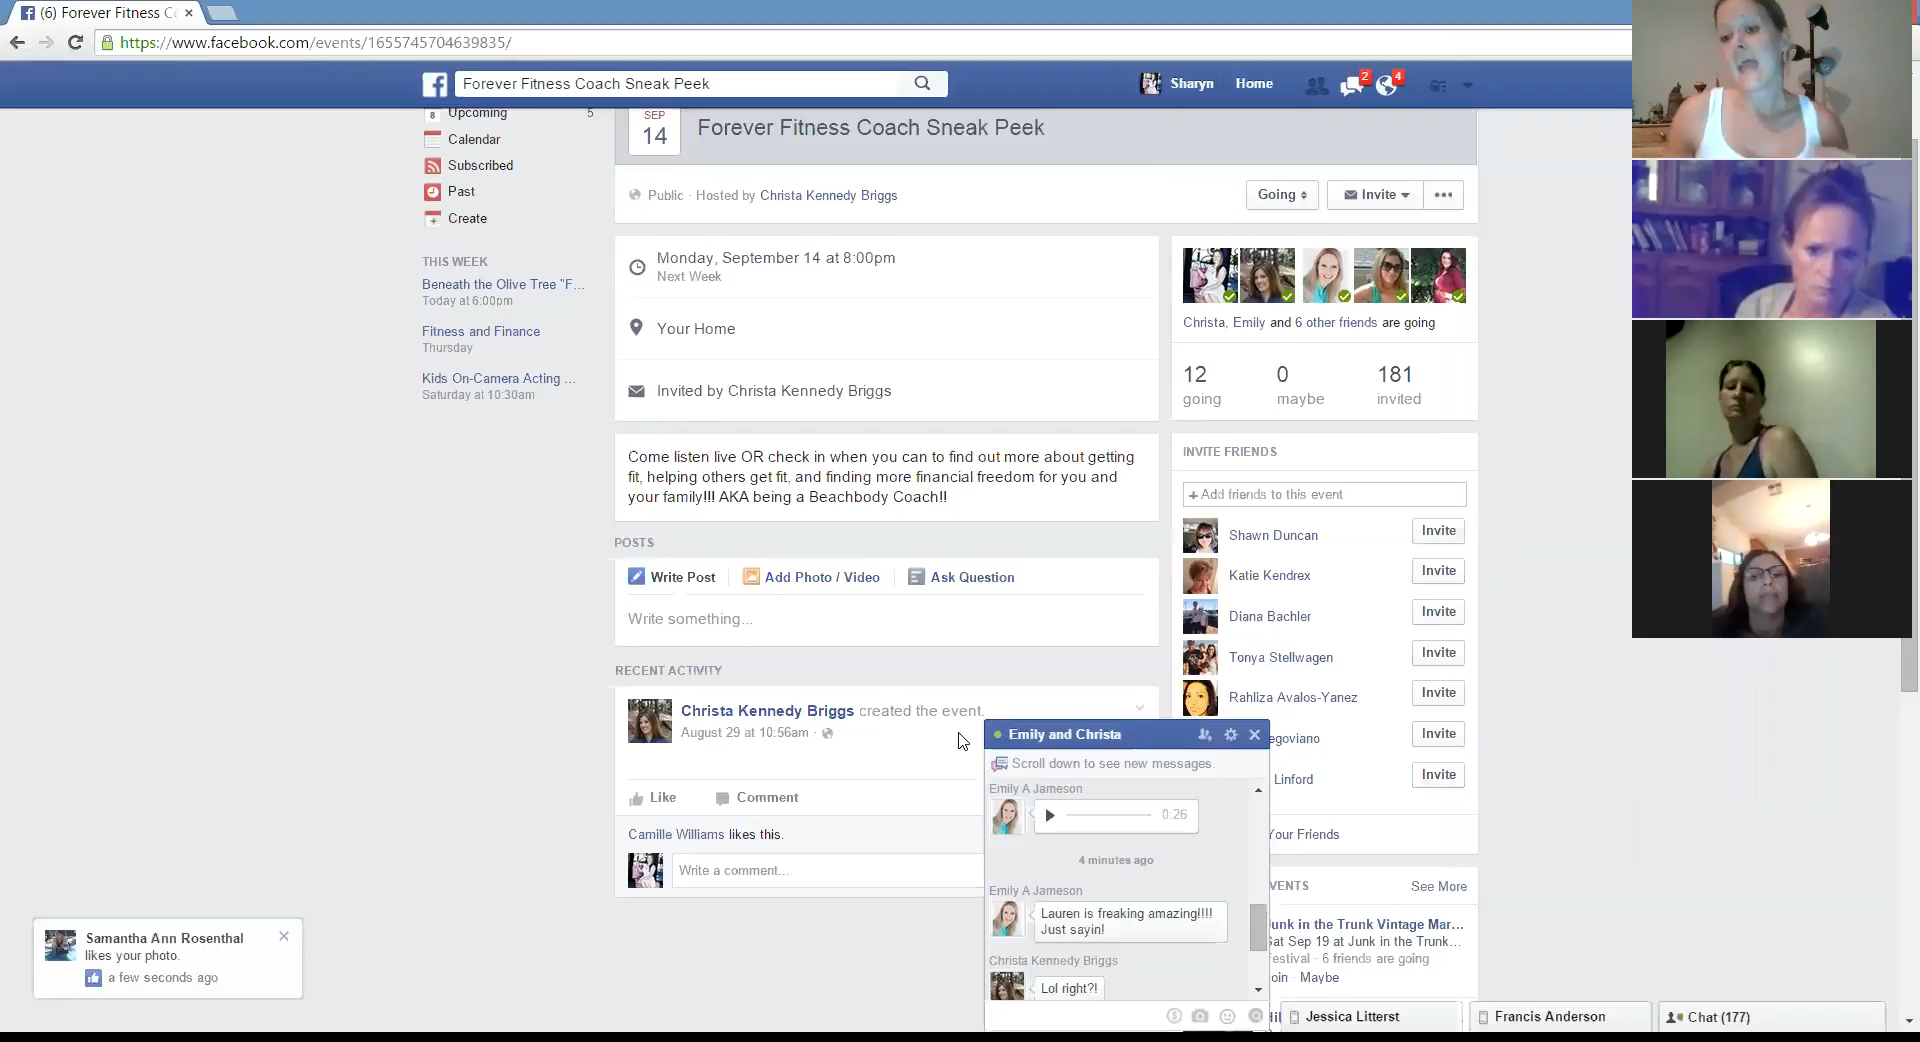 (6) Forever Fitness C
https://www.facebook.com/events/1655745704639835/
Forever Fitness Coach Sneak Peek
Sharyn
Home
2
4
8
Upcoming
5
Calendar
Subscribed
Past
Create
THIS WEEK
Beneath the Olive Tree "F...
Today at 6:00pm
Fitness and Finance
Thursday
Kids On-Camera Acting ...
Saturday at 10:30am
SEP
14
Forever Fitness Coach Sneak Peek
Public · Hosted by Christa Kennedy Briggs
Going
Invite
Monday, September 14 at 8:00pm
Next Week
Your Home
Invited by Christa Kennedy Briggs
Come listen live OR check in when you can to find out more about getting
fit, helping others get fit, and finding more financial freedom for you and
your family!!! AKA being a Beachbody Coach!!
POSTS
Write Post
Add Photo / Video
Ask Question
Write something...
RECENT ACTIVITY
Christa Kennedy Briggs created the event.
August 29 at 10:56am ·
Like
Comment
Camille Williams likes this.
Write a comment...
Christa, Emily and 6 other friends are going
12
going
0
maybe
181
invited
INVITE FRIENDS
+ Add friends to this event
Shawn Duncan
Invite
Katie Kendrex
Invite
Diana Bachler
Invite
Tonya Stellwagen
Invite
Rahliza Avalos-Yanez
Invite
egoviano
Invite
Linford
Invite
Your Friends
VENTS
See More
unk in the Trunk Vintage Mar...
Sat Sep 19 at Junk in the Trunk...
Festival · 6 friends are going
oin · Maybe
Emily and Christa
Scroll down to see new messages.
Emily A Jameson
0:26
4 minutes ago
Emily A Jameson
Lauren is freaking amazing!!!!
Just sayin!
Christa Kennedy Briggs
Lol right?!
Samantha Ann Rosenthal
likes your photo.
a few seconds ago
Jessica Litterst
Francis Anderson
Chat (177)